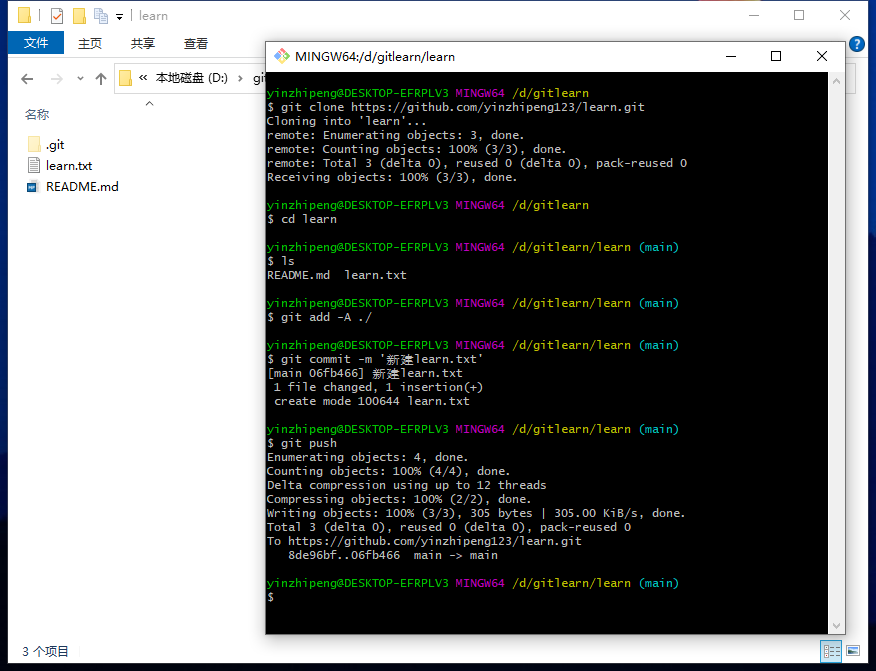 learn
文件 主页 共享 查看
« 本地磁盘 (D:) ›
名称
.git
learn.txt
README.md
3 个项目
MINGW64:/d/gitlearn/learn
yinzhipeng@DESKTOP-EFRPLV3 MINGW64 /d/gitlearn
$ git clone https://github.com/yinzhipeng123/learn.git
Cloning into 'learn'...
remote: Enumerating objects: 3, done.
remote: Counting objects: 100% (3/3), done.
remote: Total 3 (delta 0), reused 0 (delta 0), pack-reused 0
Receiving objects: 100% (3/3), done.
yinzhipeng@DESKTOP-EFRPLV3 MINGW64 /d/gitlearn
$ cd learn
yinzhipeng@DESKTOP-EFRPLV3 MINGW64 /d/gitlearn/learn (main)
$ ls
README.md  learn.txt
yinzhipeng@DESKTOP-EFRPLV3 MINGW64 /d/gitlearn/learn (main)
$ git add -A ./
yinzhipeng@DESKTOP-EFRPLV3 MINGW64 /d/gitlearn/learn (main)
$ git commit -m '新建learn.txt'
[main 06fb466] 新建learn.txt
1 file changed, 1 insertion(+)
create mode 100644 learn.txt
yinzhipeng@DESKTOP-EFRPLV3 MINGW64 /d/gitlearn/learn (main)
$ git push
Enumerating objects: 4, done.
Counting objects: 100% (4/4), done.
Delta compression using up to 12 threads
Compressing objects: 100% (2/2), done.
Writing objects: 100% (3/3), 305 bytes | 305.00 KiB/s, done.
Total 3 (delta 0), reused 0 (delta 0), pack-reused 0
To https://github.com/yinzhipeng123/learn.git
8de96bf..06fb466  main -> main
yinzhipeng@DESKTOP-EFRPLV3 MINGW64 /d/gitlearn/learn (main)
$